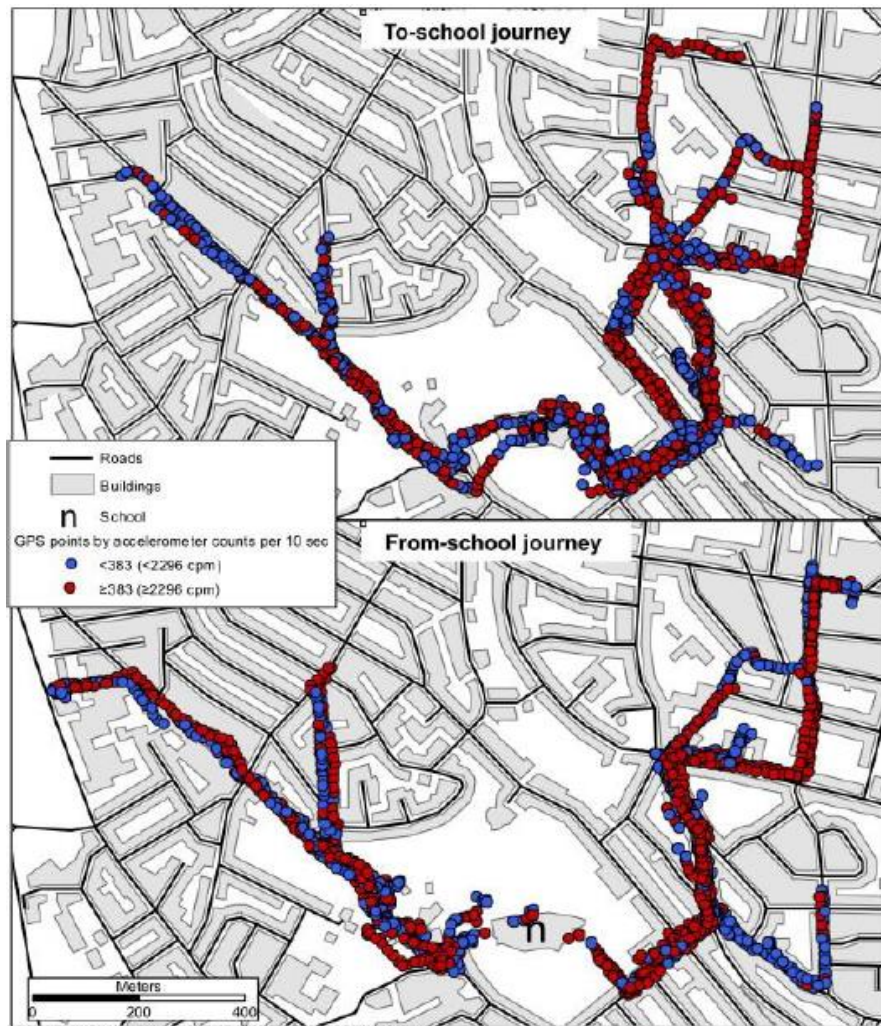 To-school journey
Roads
Buildings
n School
GPS points by accelerometer counts per 10 sec
<383 (<2296 cpm)
≥383 (≥2296 cpm)
From-school journey
n
Meters
0 200 400